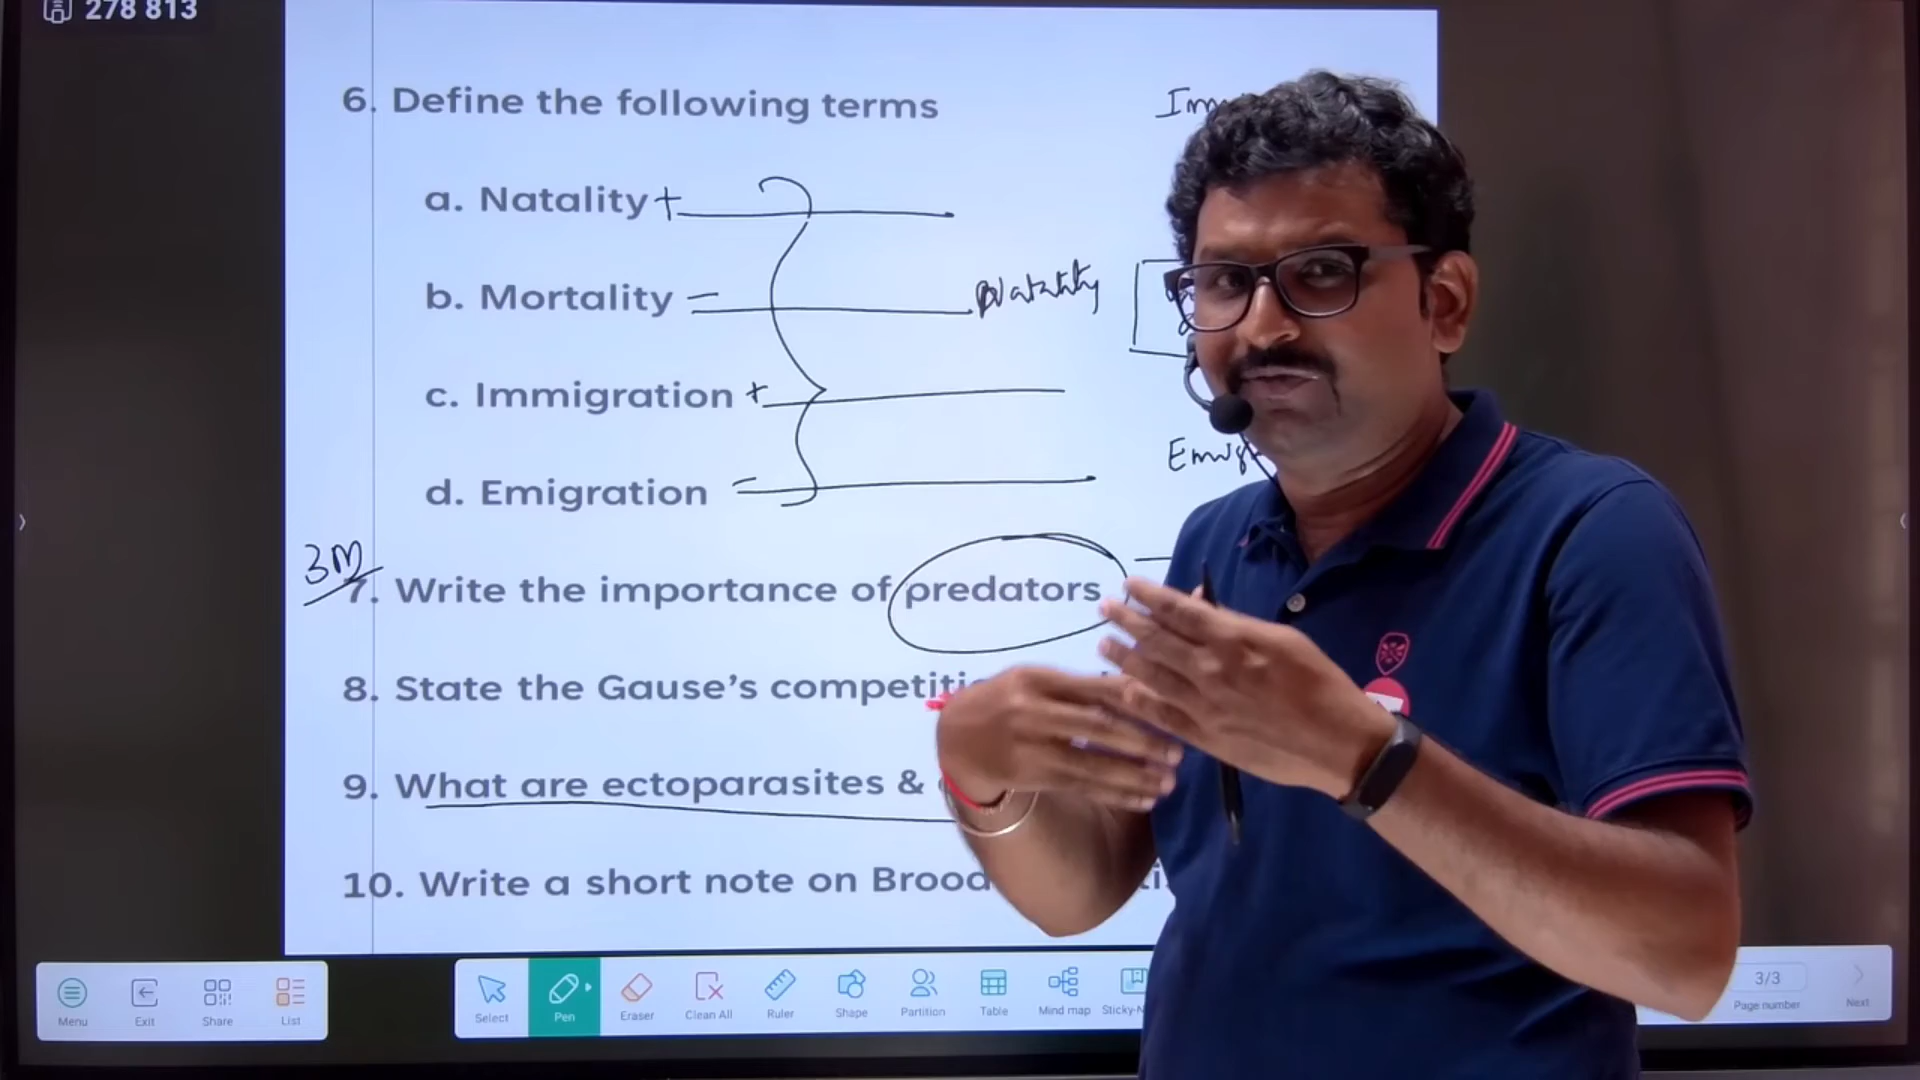 278 813
6. Define the following terms
a. Natality +
b. Mortality - Natality
c. Immigration +
d. Emigration -
3M
7. Write the importance of predators
8. State the Gause's
9. What are ectoparasites &
10. Write a short note on Brood
Menu Exit Share List
Select Pen Eraser Clean All Ruler Shape Partition Table Mind map
3/3
Page number
Next